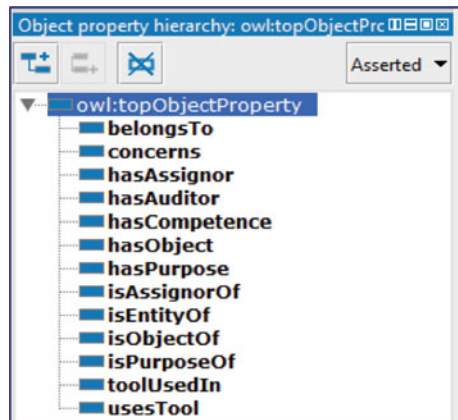 Object property hierarchy: owl:topObjectPrc
Asserted
owl:topObjectProperty
belongsTo
concerns
hasAssignor
hasAuditor
hasCompetence
hasObject
hasPurpose
isAssignorOf
isEntityOf
isObjectOf
isPurposeOf
toolUsedIn
usesTool